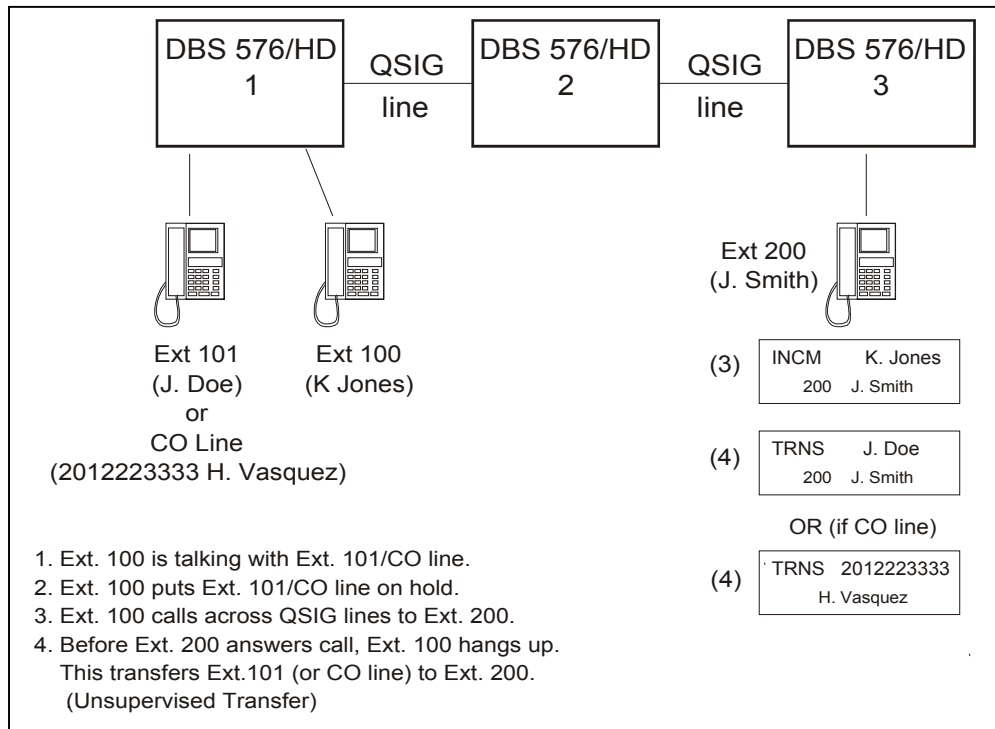 DBS 576/HD
1
QSIG
line
DBS 576/HD
2
QSIG
line
DBS 576/HD
3
Ext 101
(J. Doe)
or
CO Line
(2012223333 H. Vasquez)
Ext 100
(K Jones)
Ext 200
(J. Smith)
(3)
INCM K. Jones
200 J. Smith
(4)
TRNS J. Doe
200 J. Smith
OR (if CO line)
(4)
TRNS 2012223333
H. Vasquez
1. Ext. 100 is talking with Ext. 101/CO line.
2. Ext. 100 puts Ext. 101/CO line on hold.
3. Ext. 100 calls across QSIG lines to Ext. 200.
4. Before Ext. 200 answers call, Ext. 100 hangs up.
This transfers Ext.101 (or CO line) to Ext. 200.
(Unsupervised Transfer)